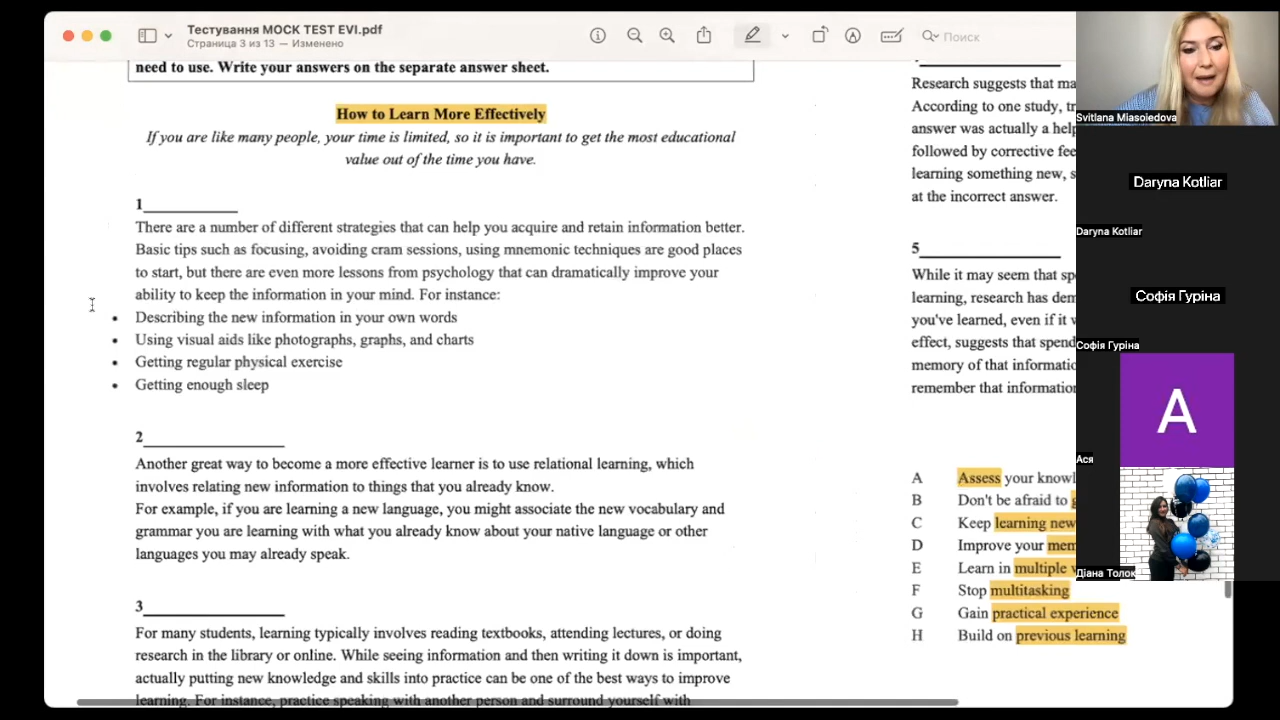 Тестування MOCK TEST EVI.pdf
Страница 3 из 13 — Изменено
Поиск
need to use. Write your answers on the separate answer sheet.
How to Learn More Effectively
If you are like many people, your time is limited, so it is important to get the most educational
value out of the time you have.
1
There are a number of different strategies that can help you acquire and retain information better.
Basic tips such as focusing, avoiding cram sessions, using mnemonic techniques are good places
to start, but there are even more lessons from psychology that can dramatically improve your
ability to keep the information in your mind. For instance:
• Describing the new information in your own words
• Using visual aids like photographs, graphs, and charts
• Getting regular physical exercise
• Getting enough sleep
2
Another great way to become a more effective learner is to use relational learning, which
involves relating new information to things that you already know.
For example, if you are learning a new language, you might associate the new vocabulary and
grammar you are learning with what you already know about your native language or other
languages you may already speak.
3
For many students, learning typically involves reading textbooks, attending lectures, or doing
research in the library or online. While seeing information and then writing it down is important,
actually putting new knowledge and skills into practice can be one of the best ways to improve
learning. For instance, practice speaking with another person and surround yourself with
Research suggests that ma
According to one study, tr
answer was actually a help
followed by corrective fee
learning something new, s
at the incorrect answer.
5
While it may seem that sp
learning, research has dem
you've learned, even if it w
effect, suggests that spend
memory of that informatio
remember that information
A Assess your knowl
B Don't be afraid to
C Keep learning new
D Improve your mem
E Learn in multiple w
F Stop multitasking
G Gain practical experience
H Build on previous learning
Svitlana Miasoiedova
Daryna Kotliar
Daryna Kotliar
Софія Гуріна
Софія Гуріна
A
Ася
Діана Толок